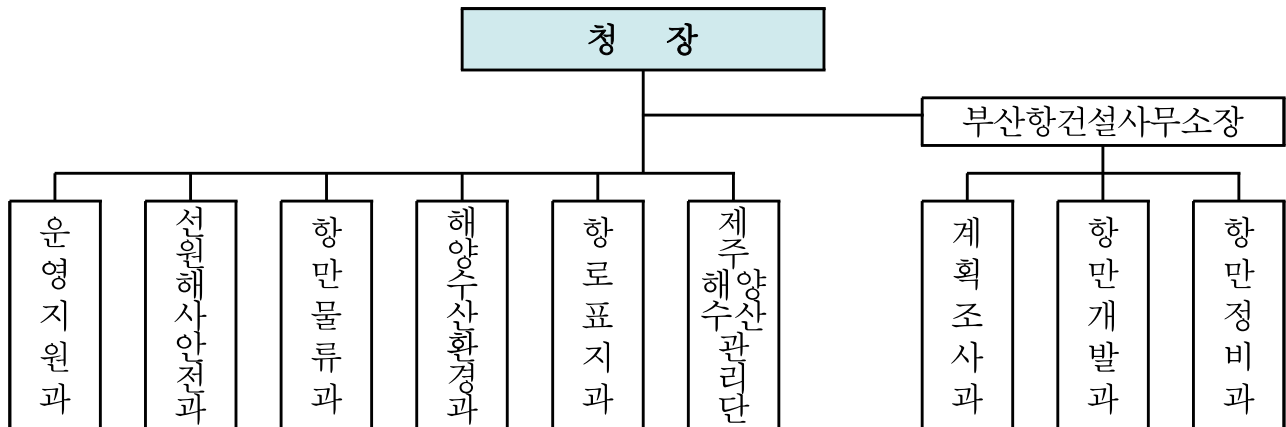 청 장
부산항건설사무소장
운영지원과
선원해사안전과
항만물류과
해양수산환경과
항로표지과
제주해양수산관리단
계획조사과
항만개발과
항만정비과